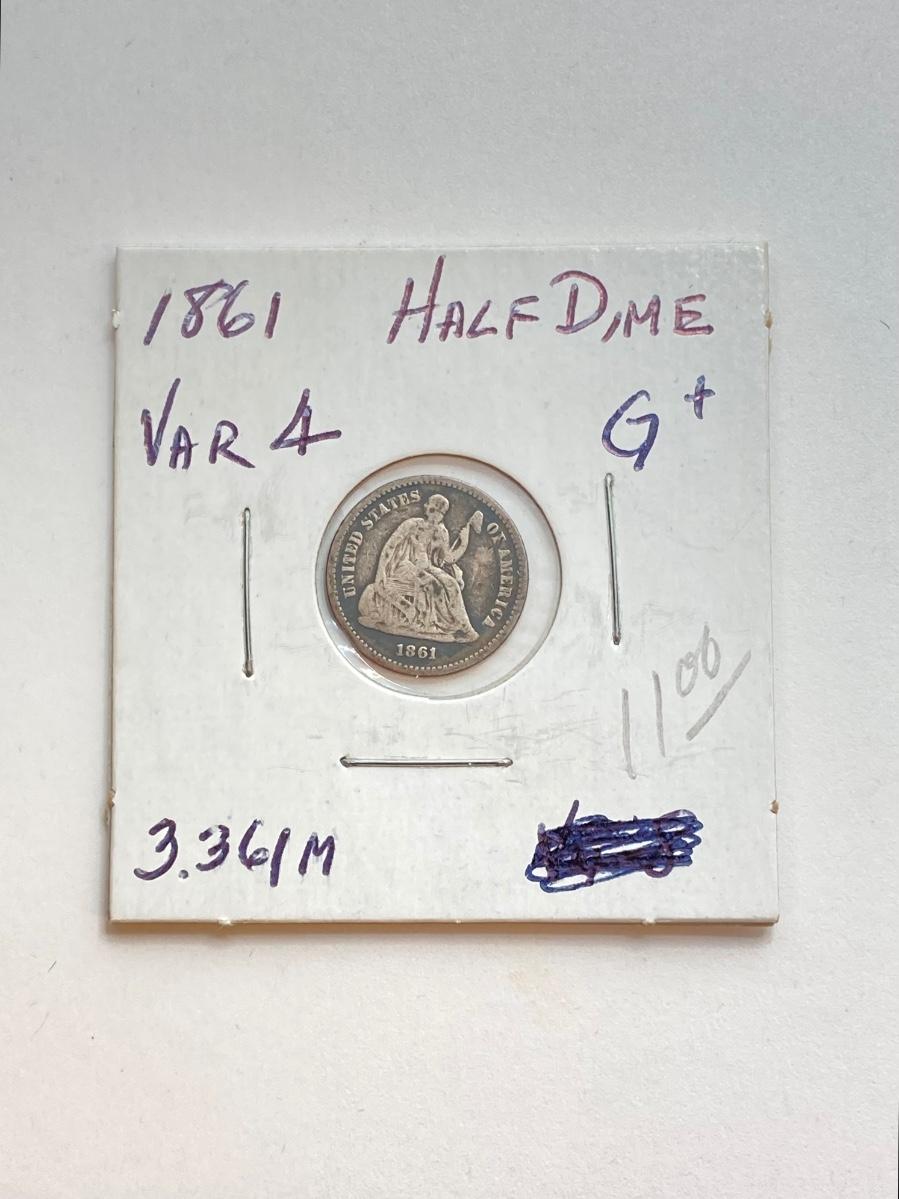 1861 HALF DIME
VAR 4 G+
UNITED STATES OF AMERICA
1861
11.00
3.361M